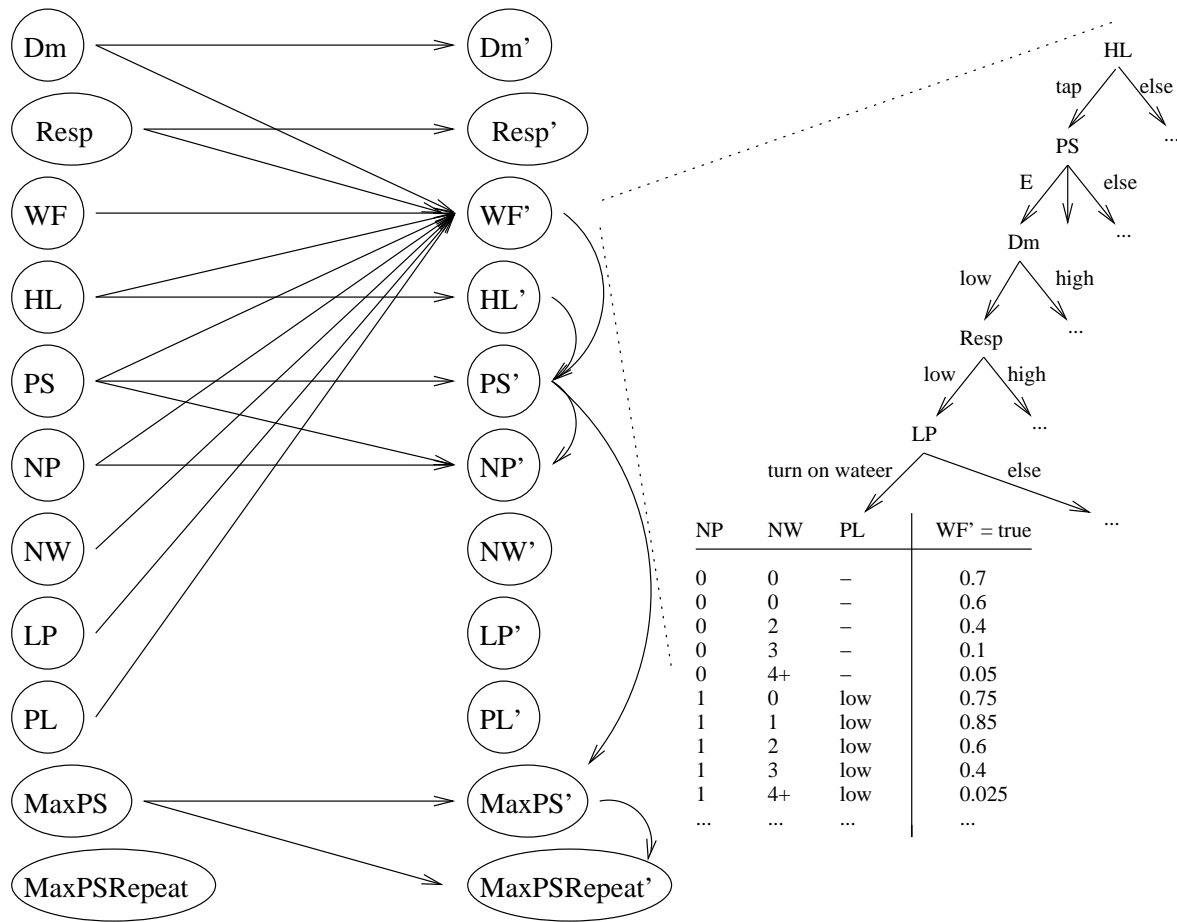 Dm
Dm’
Resp
Resp’
WF
WF’
HL
HL’
PS
PS’
NP
NP’
NW
NW’
LP
LP’
PL
PL’
MaxPS
MaxPS’
MaxPSRepeat
MaxPSRepeat’
HL
tap else
...
PS
E else
...
Dm
low high
...
Resp
low high
...
LP
turn on wateer else
...
NP NW PL WF’ = true
0 0 – 0.7
0 0 – 0.6
0 2 – 0.4
0 3 – 0.1
0 4+ – 0.05
1 0 low 0.75
1 1 low 0.85
1 2 low 0.6
1 3 low 0.4
1 4+ low 0.025
... ... ... ...